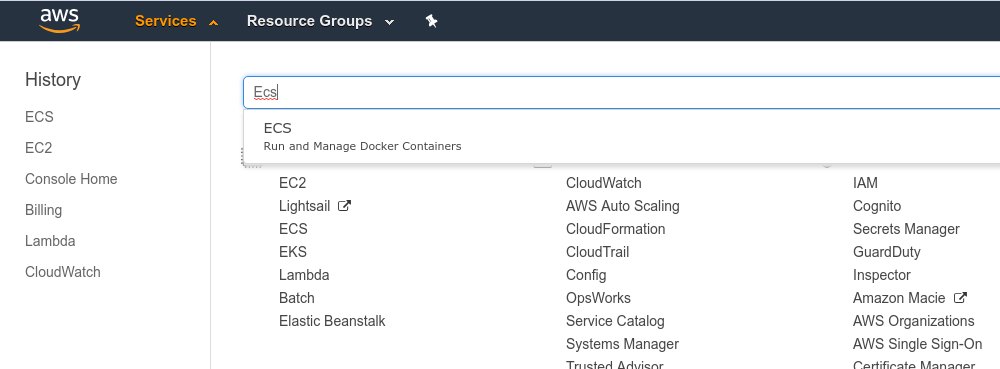 aws Services Resource Groups
History
ECS
EC2
Console Home
Billing
Lambda
CloudWatch
Ecs
ECS
Run and Manage Docker Containers
EC2
Lightsail
ECS
EKS
Lambda
Batch
Elastic Beanstalk
CloudWatch
AWS Auto Scaling
CloudFormation
CloudTrail
Config
OpsWorks
Service Catalog
Systems Manager
Trusted Advisor
IAM
Cognito
Secrets Manager
GuardDuty
Inspector
Amazon Macie
AWS Organizations
AWS Single Sign-On
Certificate Manager